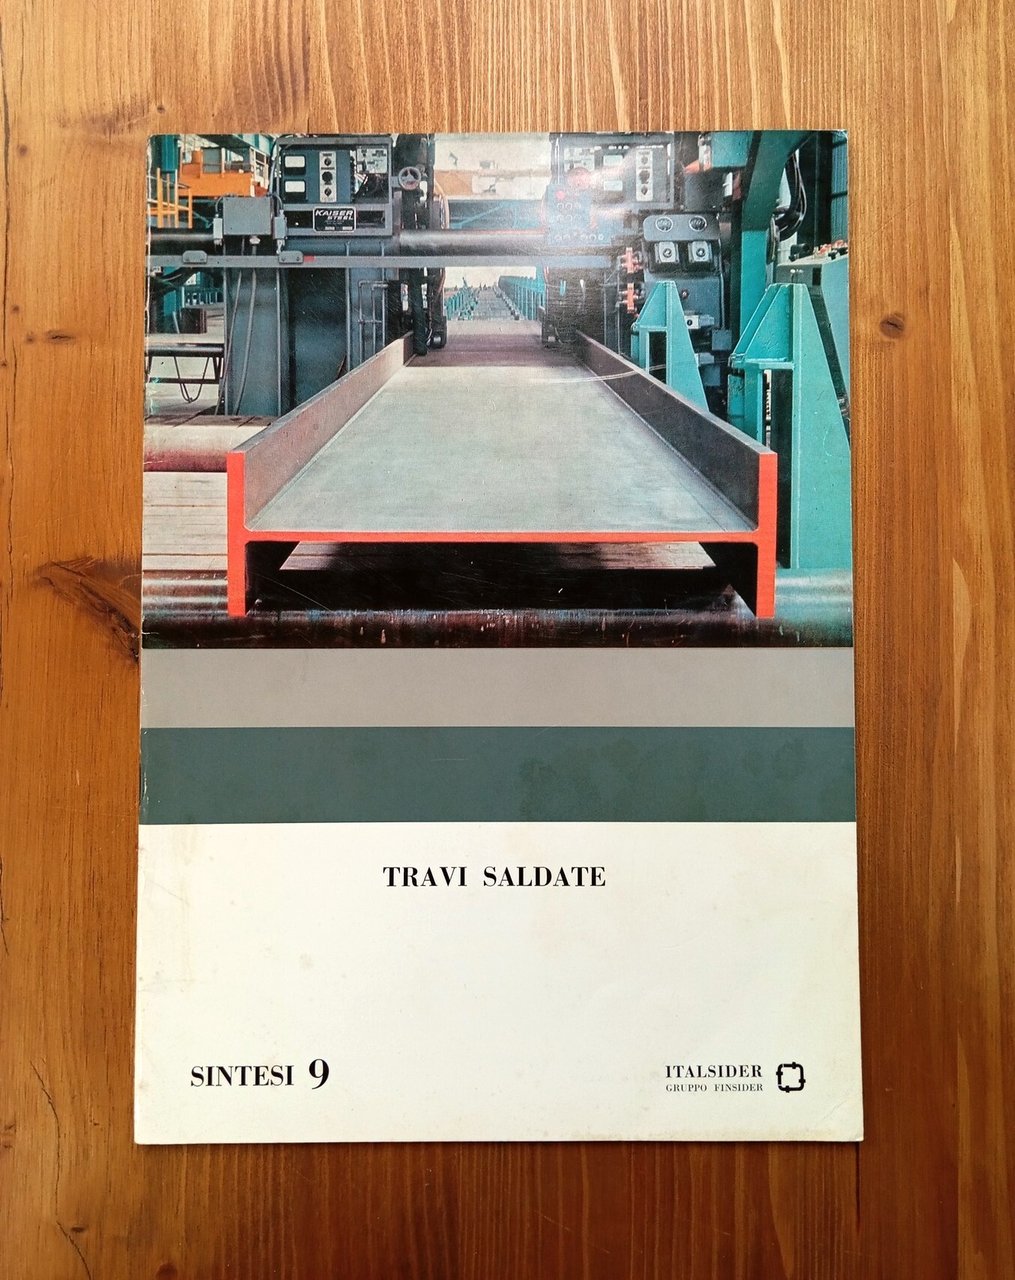 KAISER
STEEL
TRAVI SALDATE
SINTESI 9
ITALSIDER
GRUPPO FINSIDER